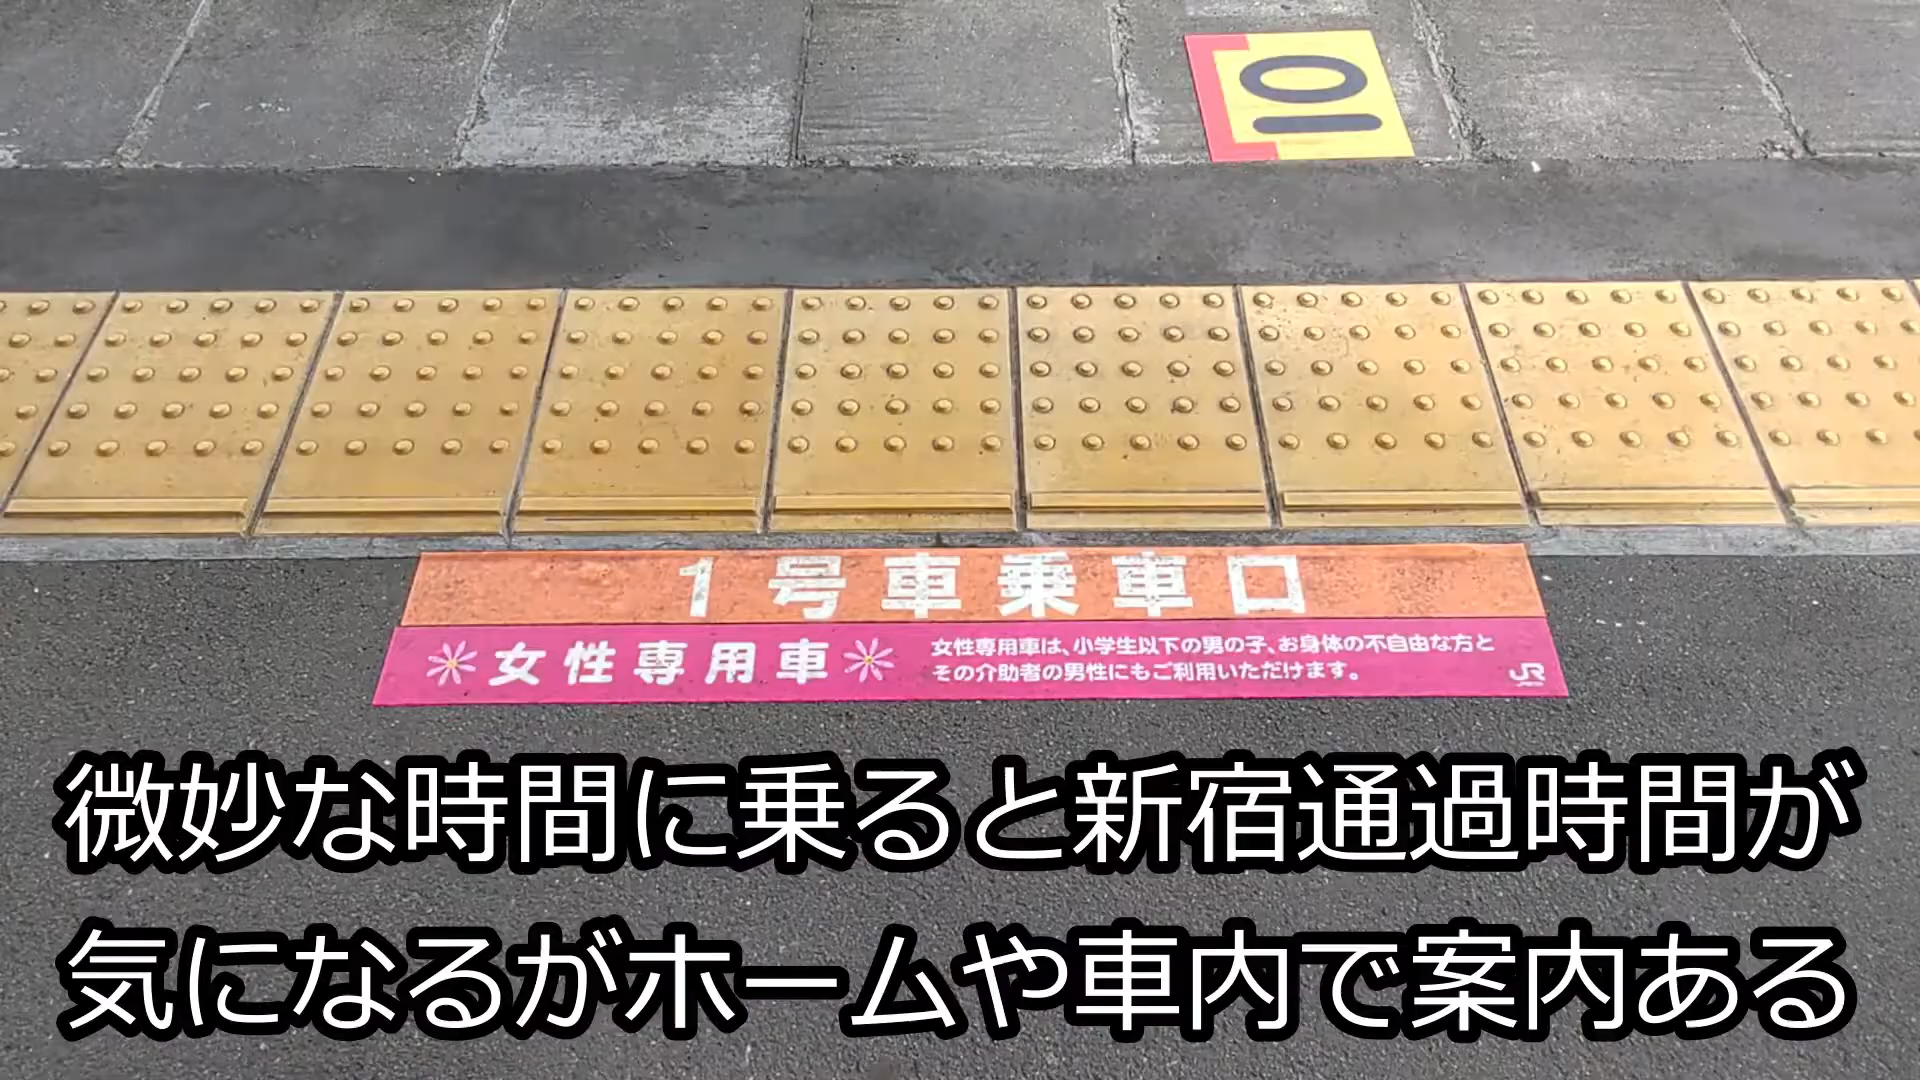 10
1号車乗車口
女性専用車
女性専用車は、小学生以下の男の子、お身体の不自由な方と
その介助者の男性にもご利用いただけます。
JR
微妙な時間に乗ると新宿通過時間が
気になるがホームや車内で案内ある